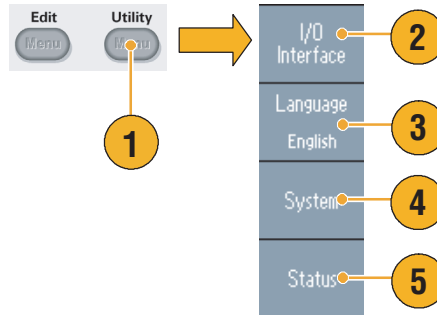 Edit
Utility
Menu
Menu
1
I/O
Interface
2
Language
English
3
System
4
Status
5